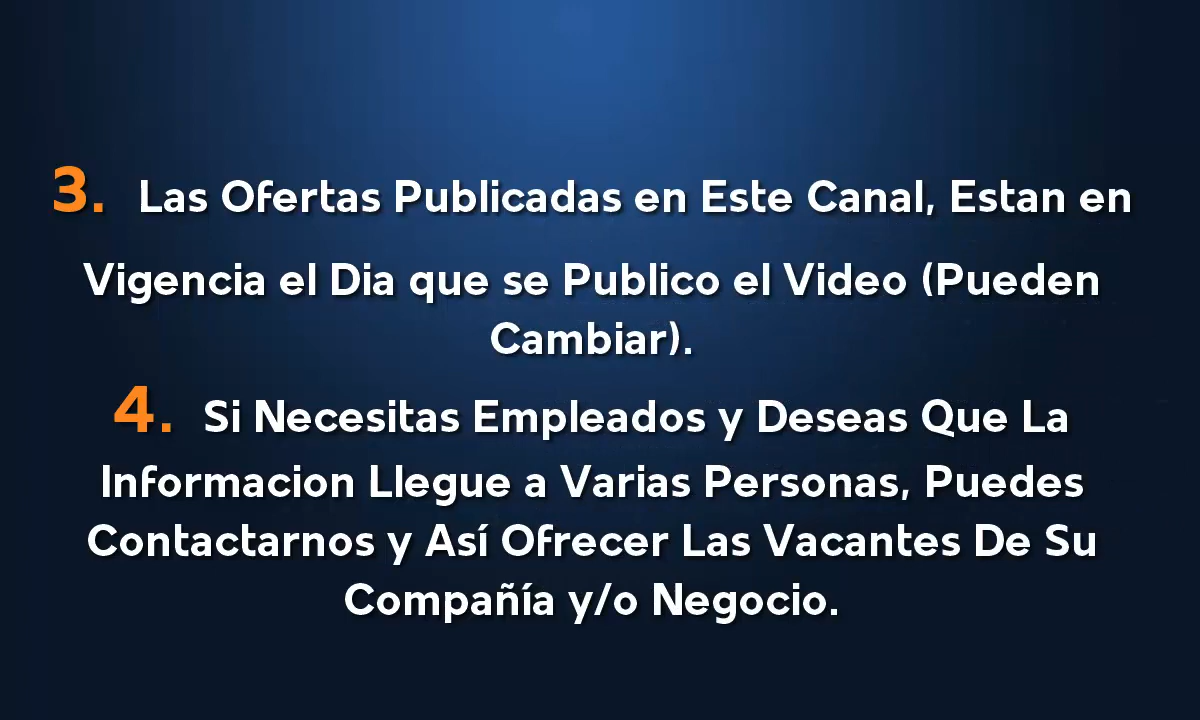 3. Las Ofertas Publicadas en Este Canal, Estan en
Vigencia el Dia que se Publico el Video (Pueden
Cambiar).
4. Si Necesitas Empleados y Deseas Que La
Informacion Llegue a Varias Personas, Puedes
Contactarnos y Así Ofrecer Las Vacantes De Su
Compañía y/o Negocio.